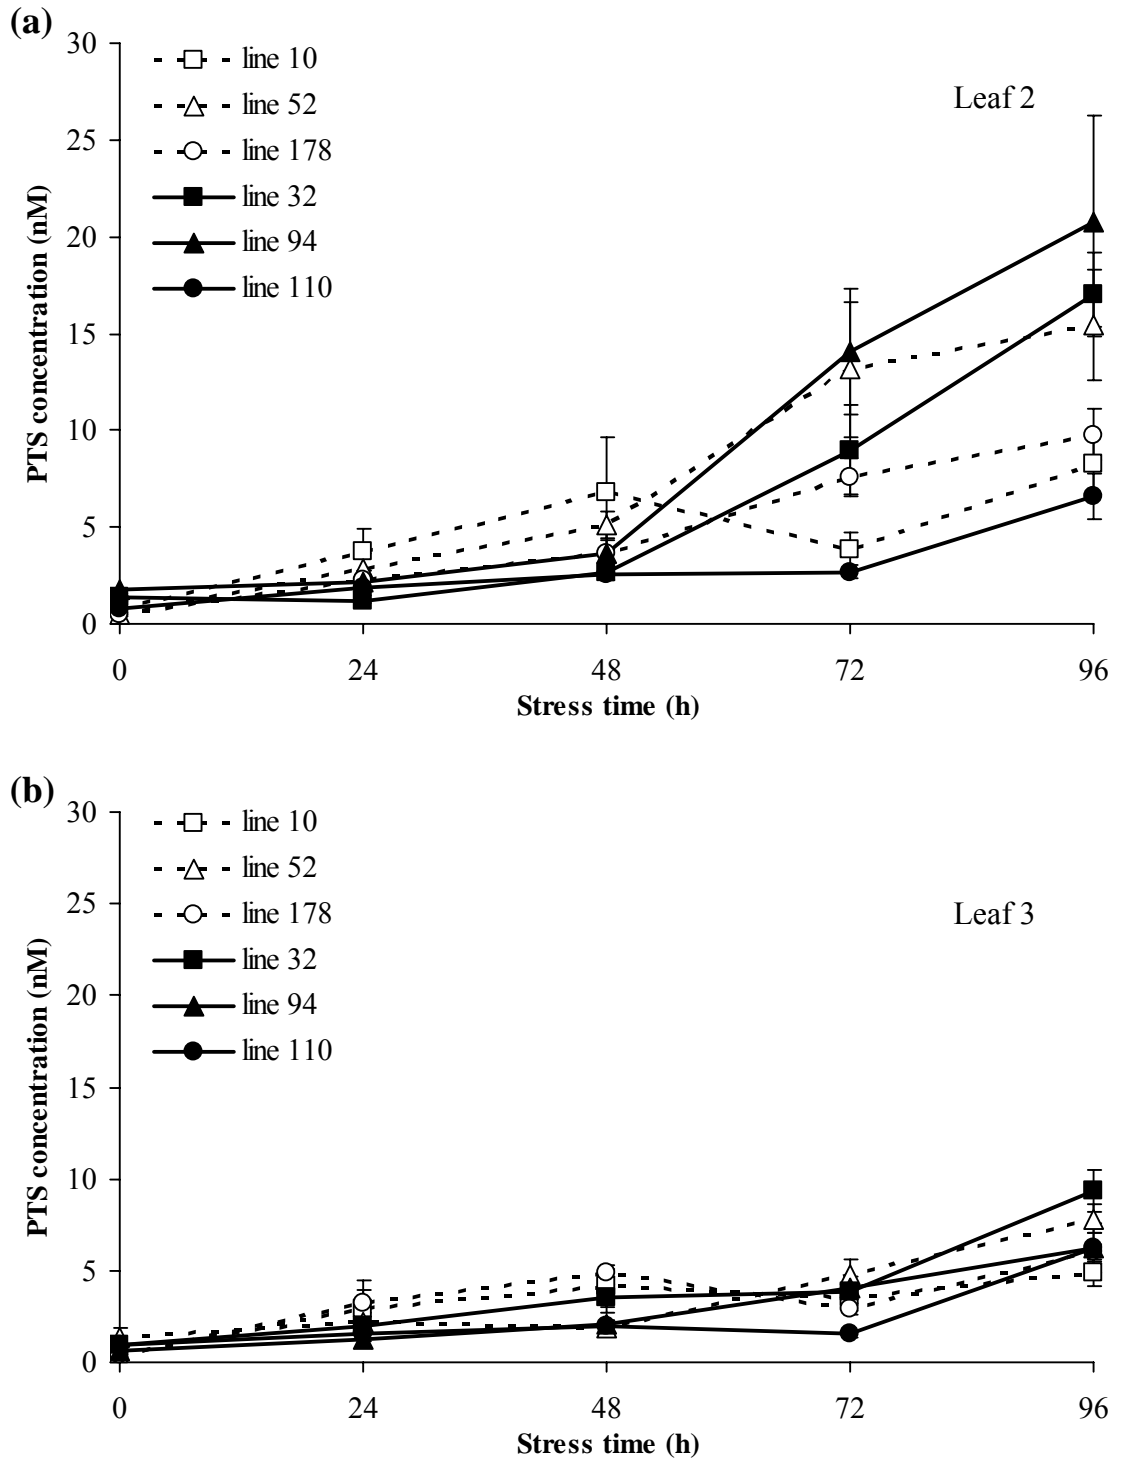 (a)
30
25
20
15
10
5
0
PTS concentration (nM)
line 10
line 52
line 178
line 32
line 94
line 110
Leaf 2
0 24 48 72 96
Stress time (h)
(b)
30
25
20
15
10
5
0
PTS concentration (nM)
line 10
line 52
line 178
line 32
line 94
line 110
Leaf 3
0 24 48 72 96
Stress time (h)